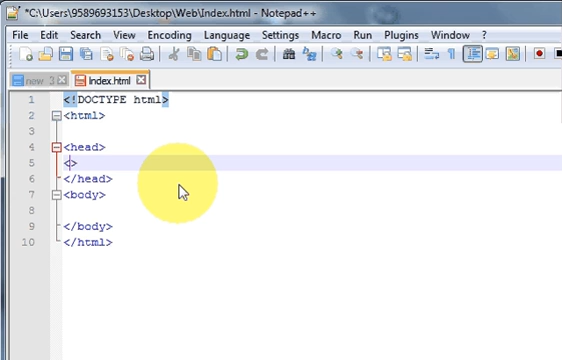 *C:\Users\9589693153\Desktop\Web\Index.html - Notepad++
File Edit Search View Encoding Language Settings Macro Run Plugins Window ?
new 3 Index.html
1 <!DOCTYPE html>
2 <html>
3
4 <head>
5 <>
6 </head>
7 <body>
8
9 </body>
10 </html>